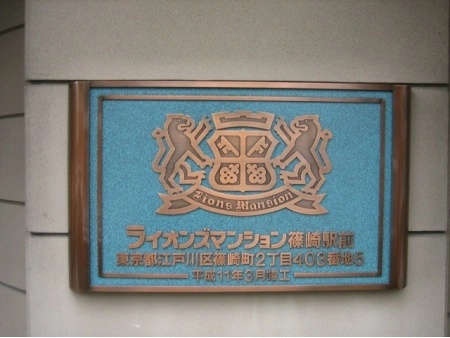 Lions Mansion
ライオンズマンション篠崎駅前
東京都江戸川区篠崎町2丁目408番地5
平成11年8月竣工